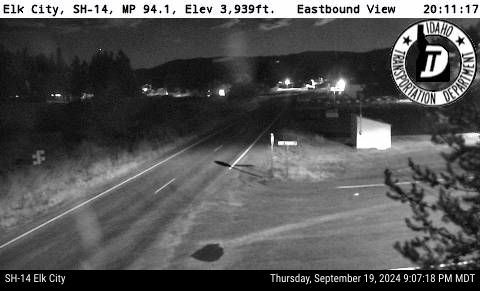 Elk City, SH-14, MP 94.1, Elev 3,939ft. Eastbound View 20:11:17
IDAHO
TRANSPORTATION DEPARTMENT
SH-14 Elk City Thursday, September 19, 2024 9:07:18 PM MDT